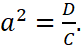 a² = D/C